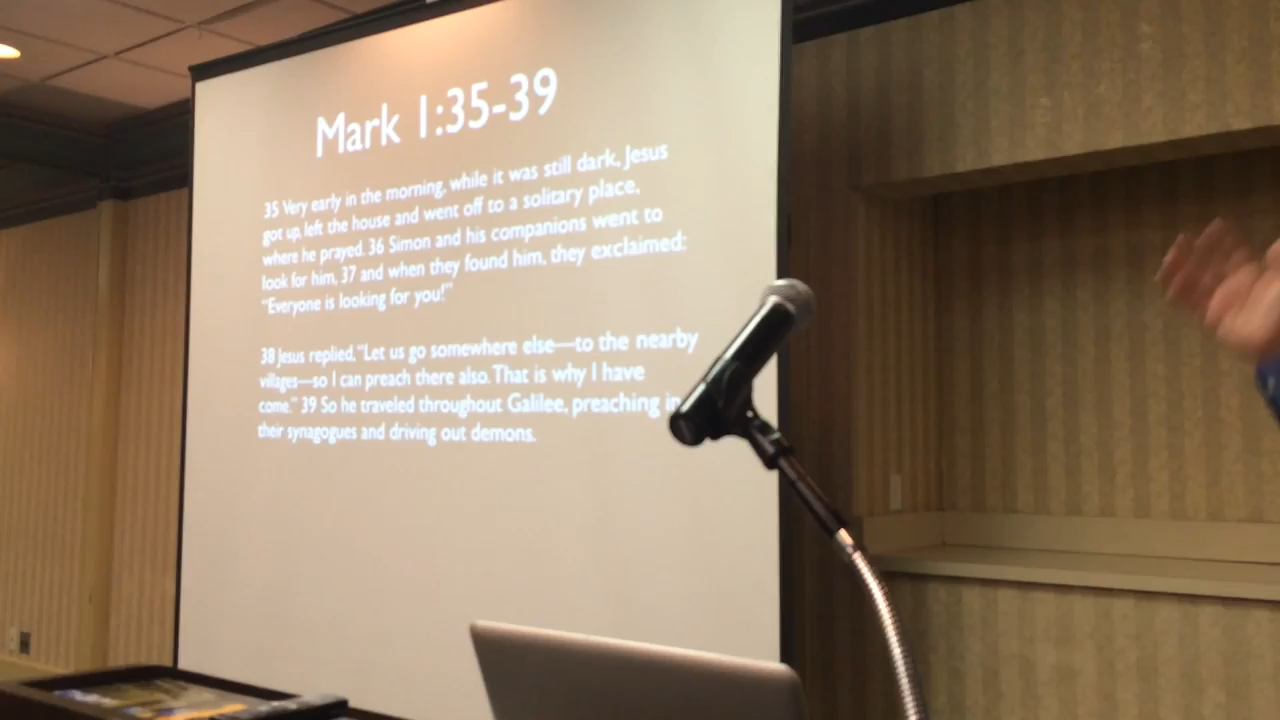 Mark 1:35-39
35 Very early in the morning, while it was still dark, Jesus
got up, left the house and went off to a solitary place,
where he prayed. 36 Simon and his companions went to
look for him, 37 and when they found him, they exclaimed:
“Everyone is looking for you!”
38 Jesus replied, “Let us go somewhere else—to the nearby
villages—so I can preach there also. That is why I have
come.” 39 So he traveled throughout Galilee, preaching in
their synagogues and driving out demons.